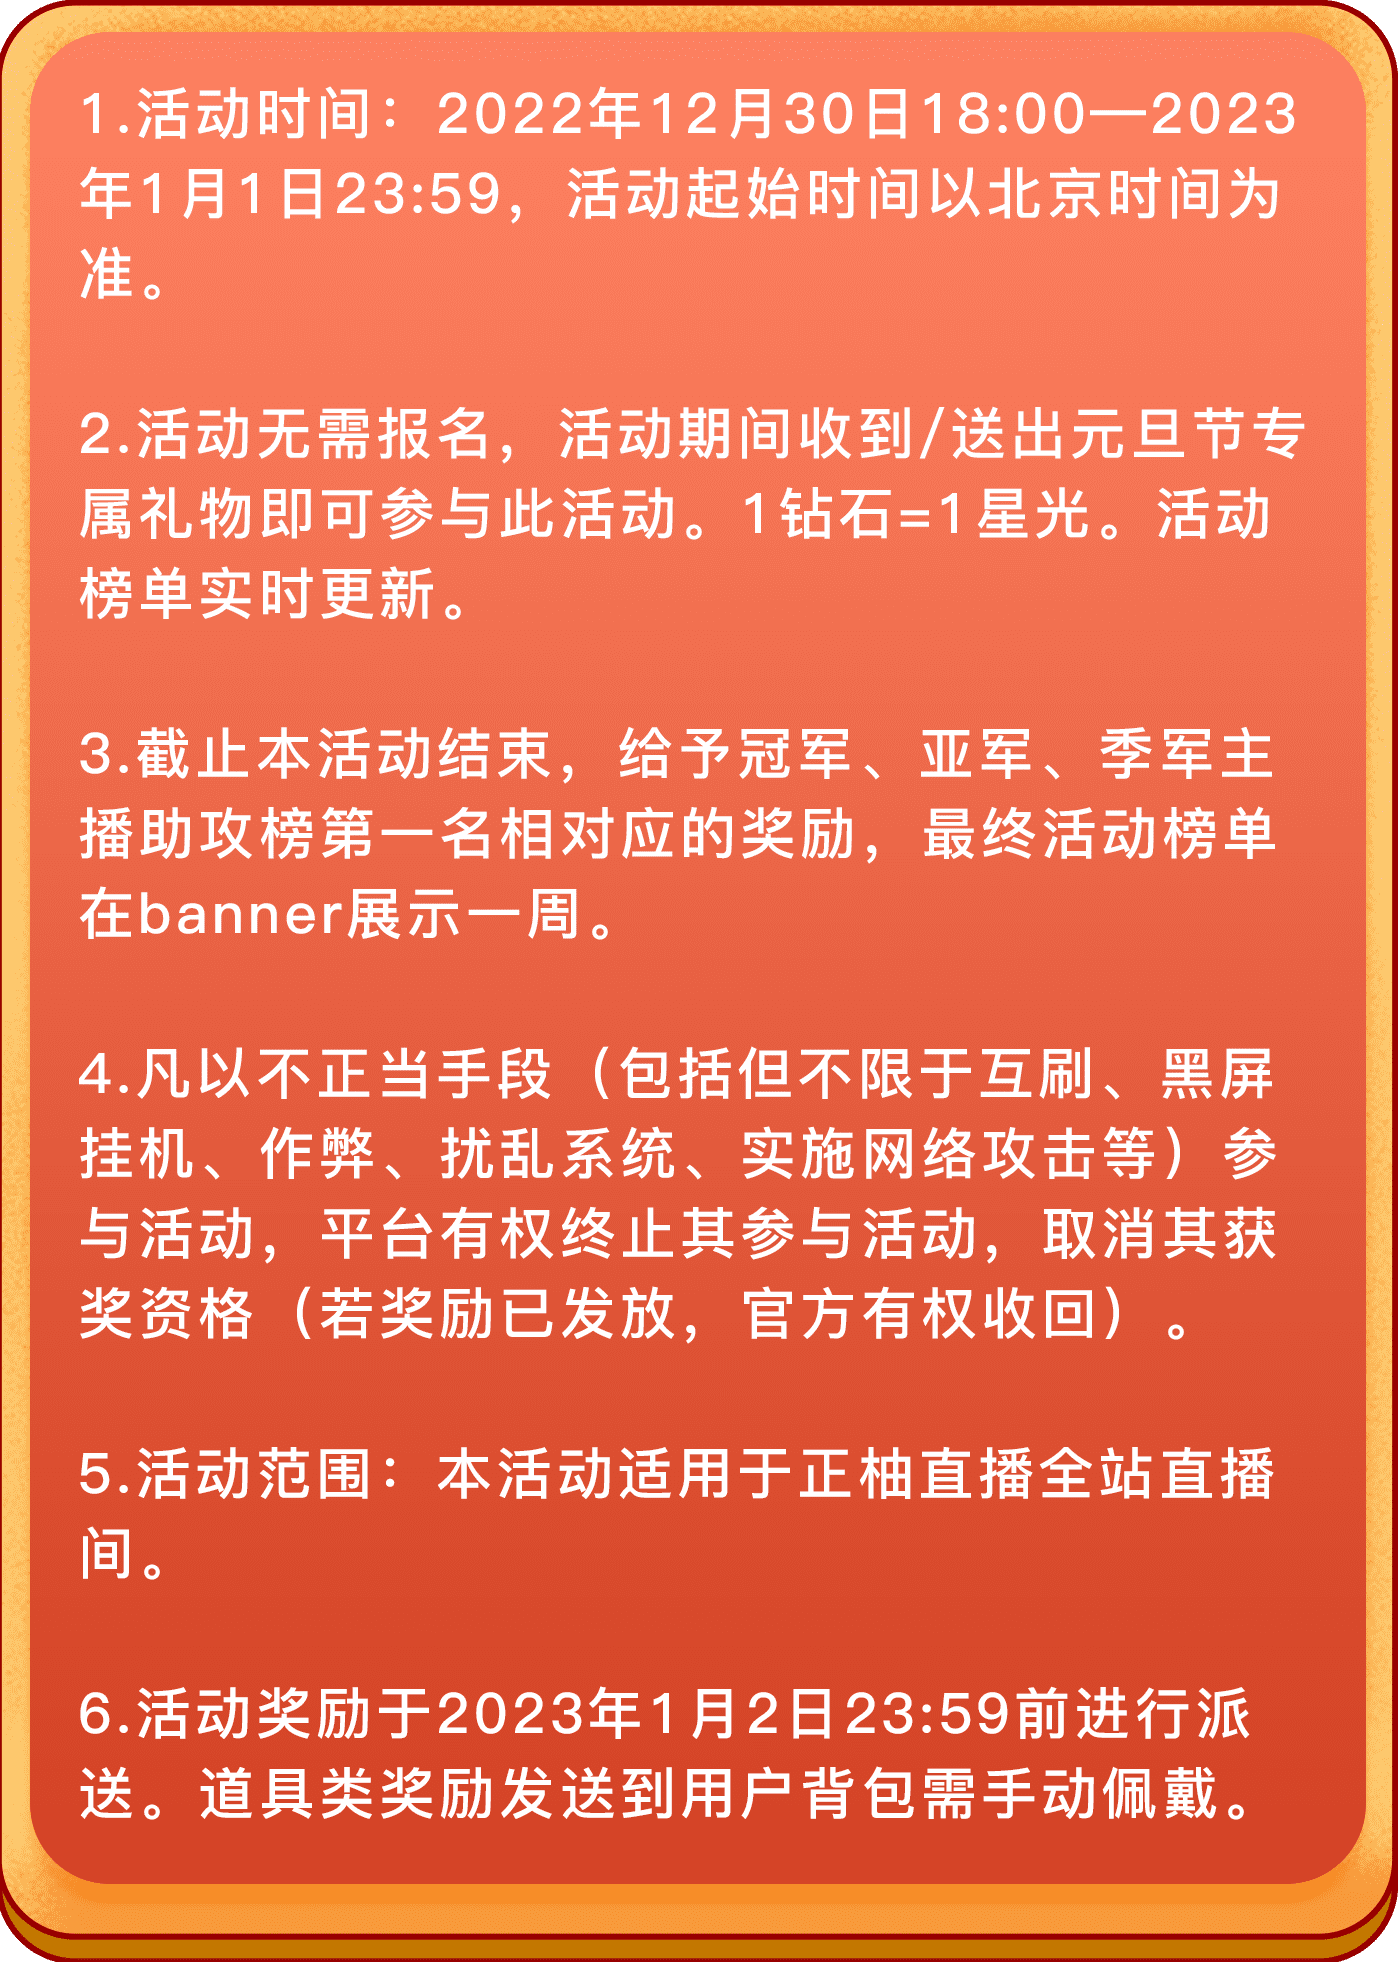 1.活动时间：2022年12月30日18:00—2023
年1月1日23:59，活动起始时间以北京时间为
准。
2.活动无需报名，活动期间收到/送出元旦节专
属礼物即可参与此活动。1钻石=1星光。活动
榜单实时更新。
3.截止本活动结束，给予冠军、亚军、季军主
播助攻榜第一名相对应的奖励，最终活动榜单
在banner展示一周。
4.凡以不正当手段（包括但不限于互刷、黑屏
挂机、作弊、扰乱系统、实施网络攻击等）参
与活动，平台有权终止其参与活动，取消其获
奖资格（若奖励已发放，官方有权收回）。
5.活动范围：本活动适用于正柚直播全站直播
间。
6.活动奖励于2023年1月2日23:59前进行派
送。道具类奖励发送到用户背包需手动佩戴。